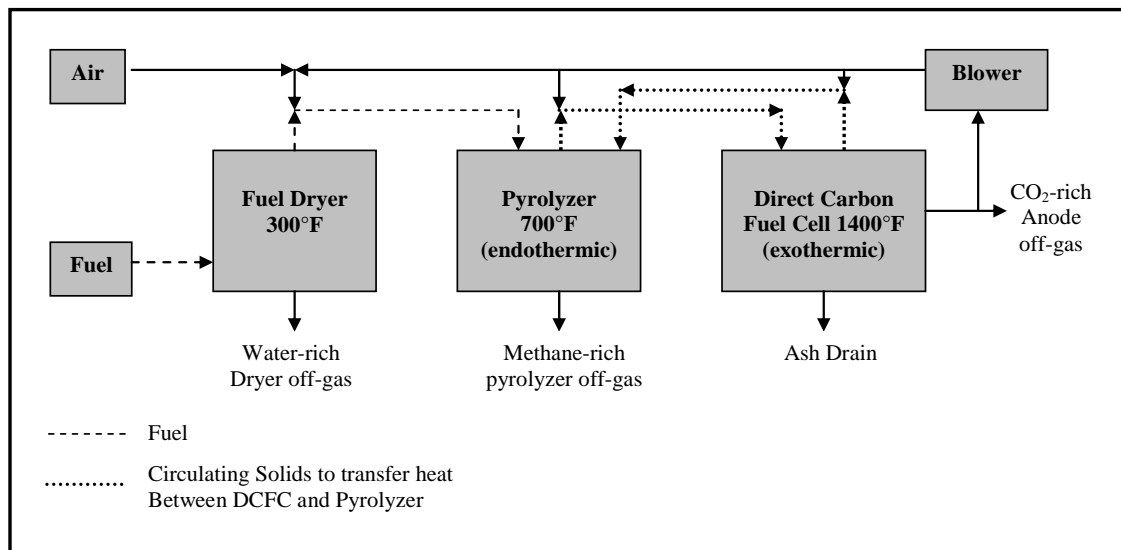 Air
Blower
Fuel Dryer
300°F
Pyrolyzer
700°F
(endothermic)
Direct Carbon
Fuel Cell 1400°F
(exothermic)
CO₂-rich
Anode
off-gas
Fuel
Water-rich
Dryer off-gas
Methane-rich
pyrolyzer off-gas
Ash Drain
Fuel
Circulating Solids to transfer heat
Between DCFC and Pyrolyzer